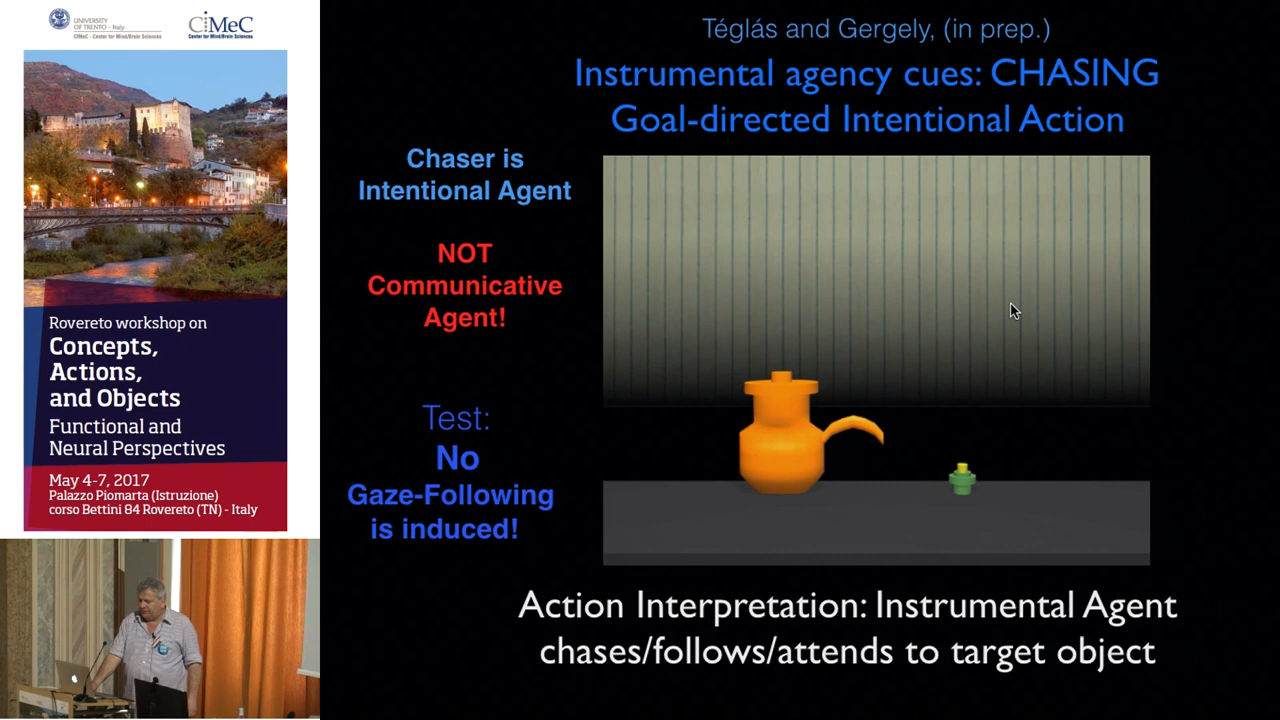 UNIVERSITY
OF TRENTO - Italy
CIMeC - Center for Mind/Brain Sciences
CiMeC
Center for Mind/Brain Sciences
Rovereto workshop on
Concepts,
Actions,
and Objects
Functional and
Neural Perspectives
May 4-7, 2017
Palazzo Piomarta (Istruzione)
corso Bettini 84 Rovereto (TN) - Italy
Téglás and Gergely, (in prep.)
Instrumental agency cues: CHASING
Goal-directed Intentional Action
Chaser is
Intentional Agent
NOT
Communicative
Agent!
Test:
No
Gaze-Following
is induced!
Action Interpretation: Instrumental Agent
chases/follows/attends to target object